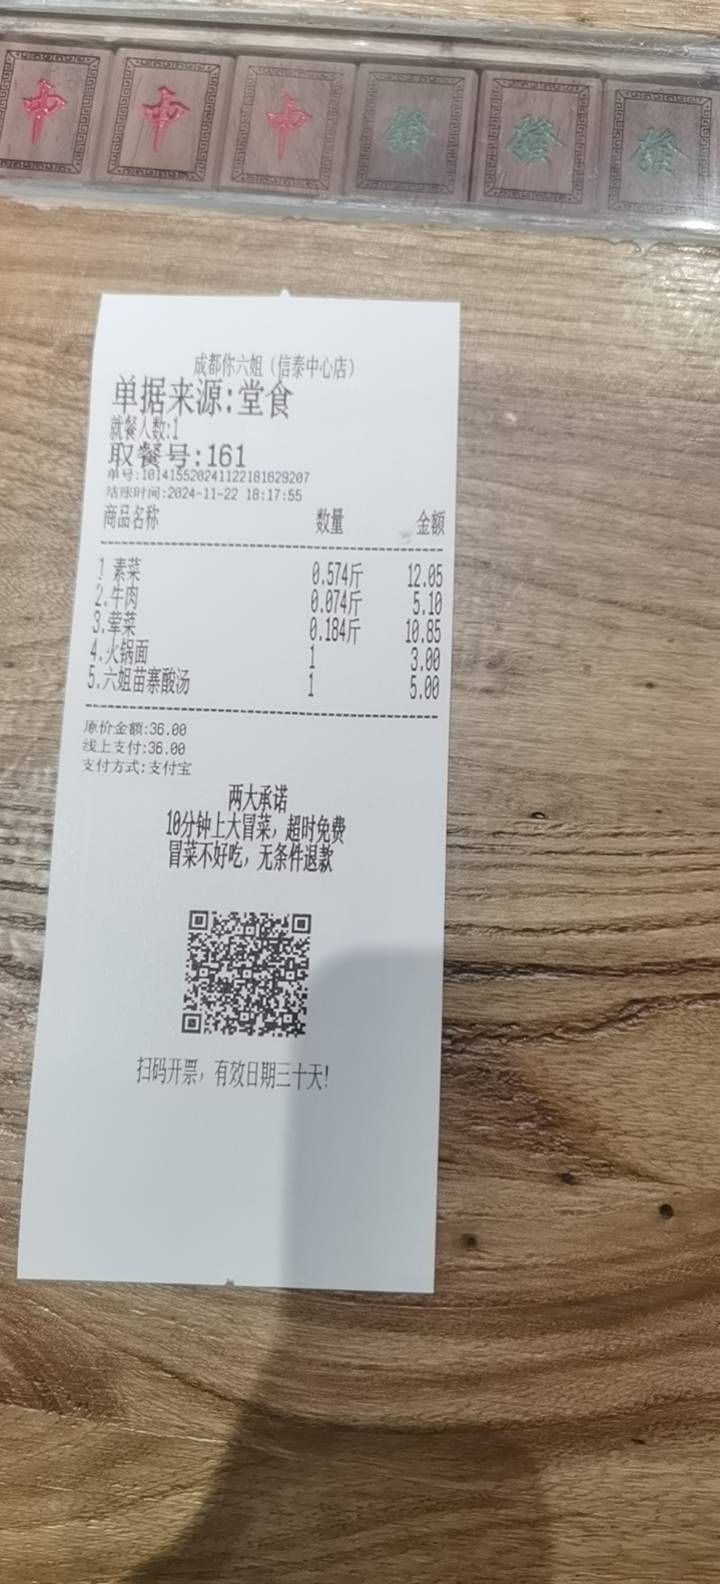 中 中 中 發 發 發
成都你六姐（信泰中心店）
单据来源:堂食
就餐人数:1
取餐号:161
单号:101415520241122181629207
结账时间:2024-11-22 18:17:55
商品名称 数量 金额
1 素菜 0.574斤 12.05
2.牛肉 0.074斤 5.10
3.荤菜 0.184斤 10.85
4.火锅面 1 3.00
5.六姐苗寨酸汤 1 5.00
原价金额:36.00
线上支付:36.00
支付方式:支付宝
两大承诺
10分钟上大冒菜，超时免费
冒菜不好吃，无条件退款
扫码开票，有效日期三十天!